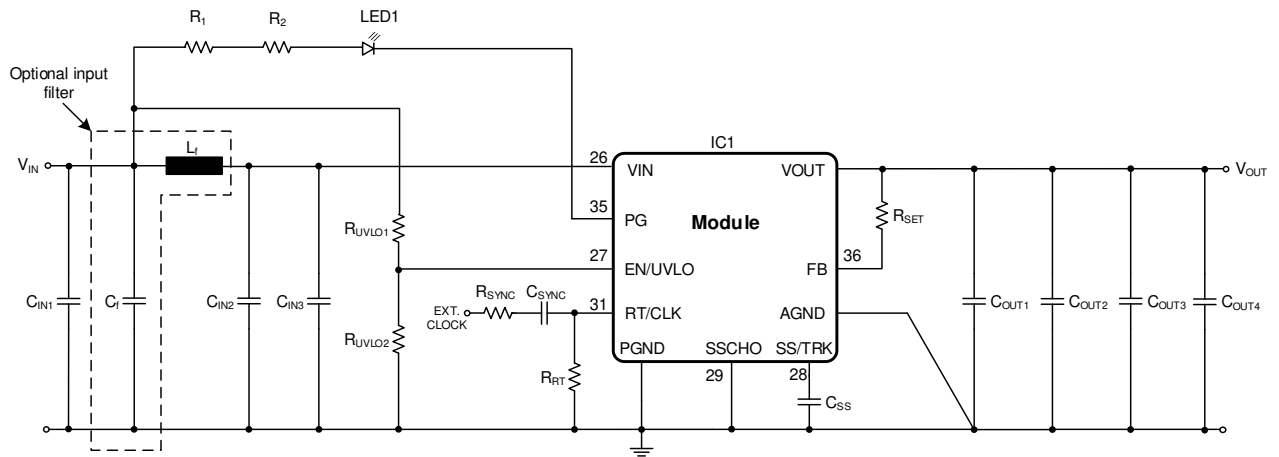 R1
R2
LED1
Optional input
filter
Lf
VIN
26
IC1
VIN
VOUT
VOUT
35
PG
Module
RSET
RUVLO1
27
EN/UVLO
36
FB
CIN1
Cf
CIN2
CIN3
RSYNC
CSYNC
31
EXT.
CLOCK
RT/CLK
AGND
COUT1
COUT2
COUT3
COUT4
RUVLO2
RRT
PGND
SSCHO
SS/TRK
29
28
CSS